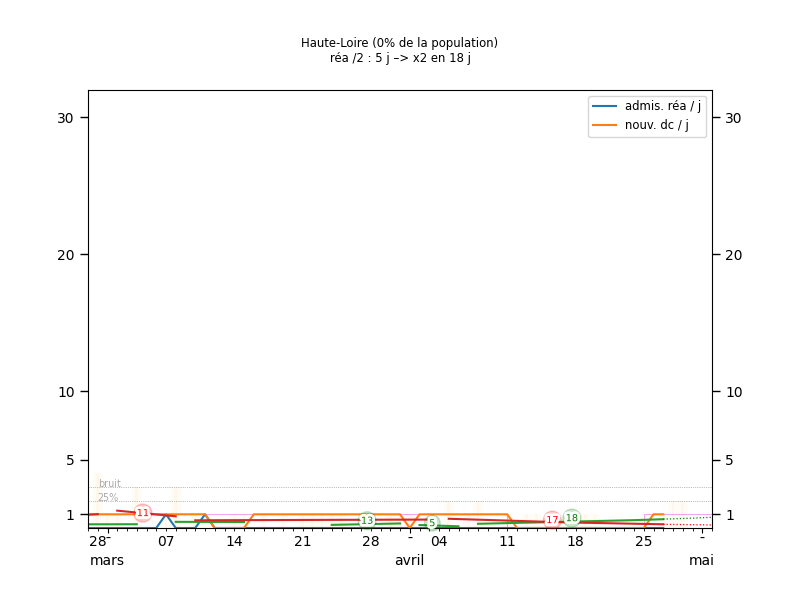 Haute-Loire (0% de la population)
réa /2 : 5 j –> x2 en 18 j
admis. réa / j
nouv. dc / j
30 30
20 20
10 10
5 5
bruit
25%
1 1
11 13 5 17 18
28 - 07 14 21 28 - 04 11 18 25 -
mars avril mai